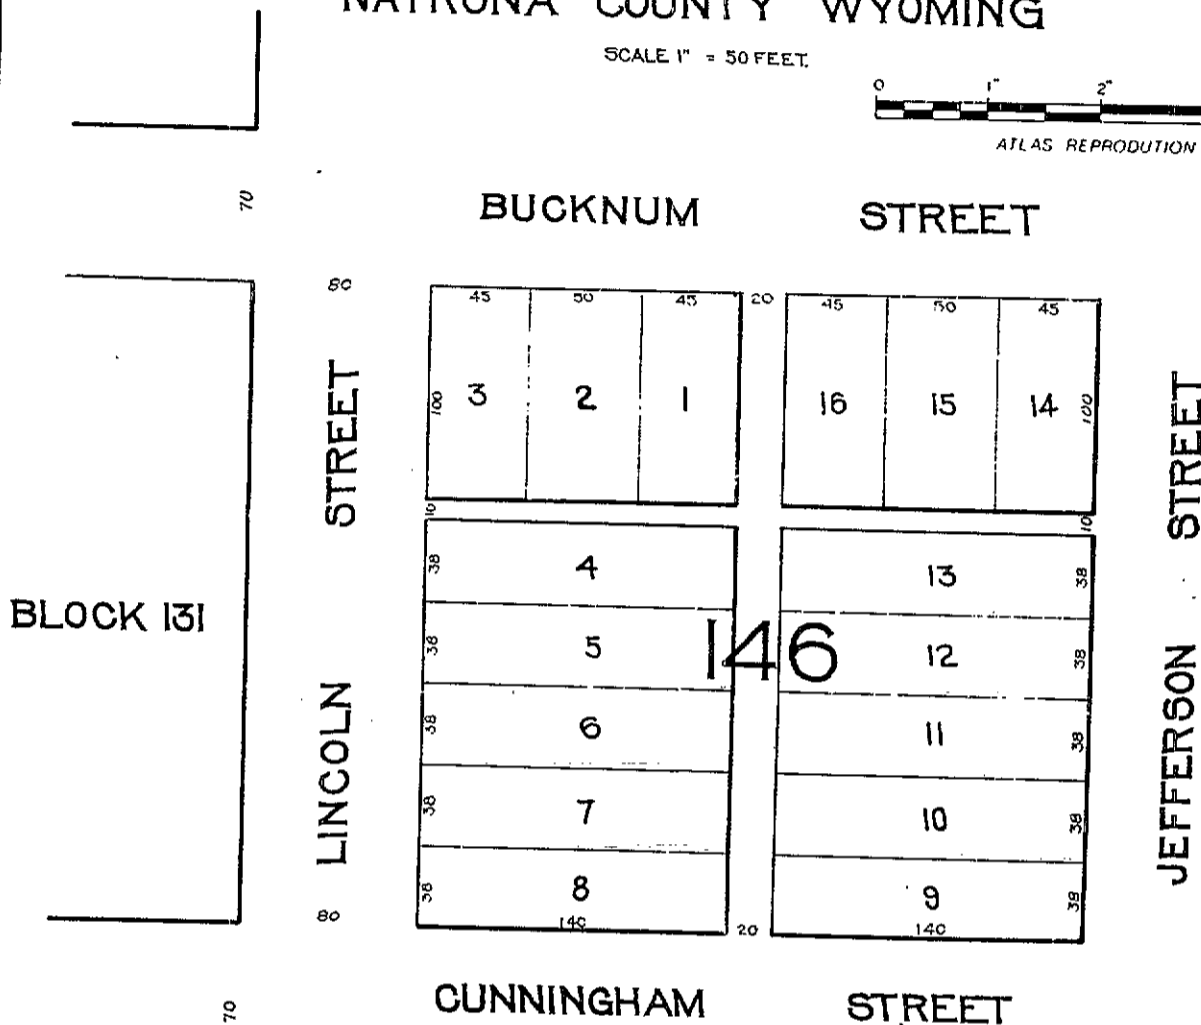 NATRONA COUNTY WYOMING
SCALE 1" = 50 FEET.
0 1" 2"
ATLAS REPRODUTION
70
BUCKNUM STREET
80
45 50 45 20 45 50 45
100 3 2 1 16 15 14 100
LINCOLN STREET
JEFFERSON STREET
10 10
38 4 13 38
BLOCK 131
146
38 5 12 38
38 6 11 38
38 7 10 38
38 8 9 38
80 140 20 140
70
CUNNINGHAM STREET